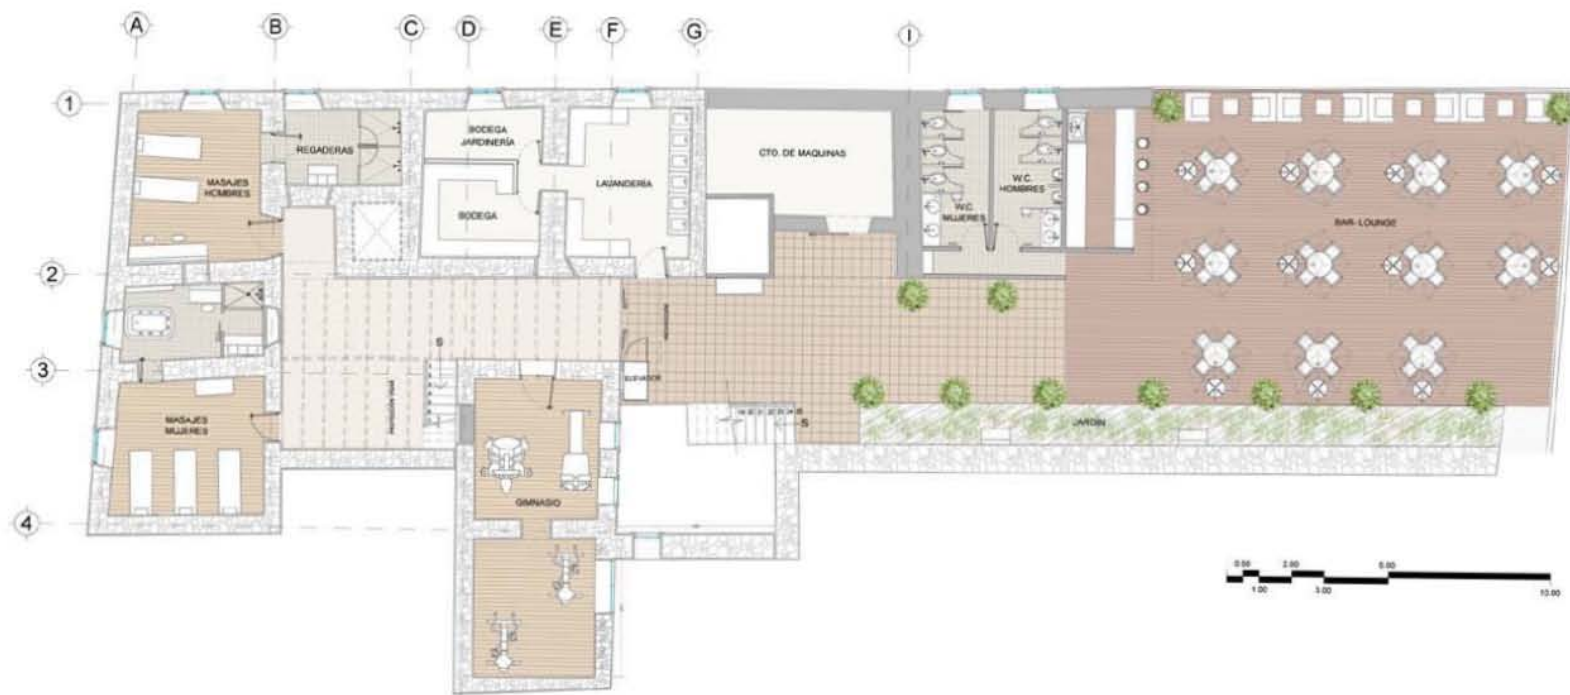 A
B
C
D
E
F
G
I
1
2
3
4
MASAJES
HOMBRES
REGADERAS
BODEGA
JARDINERÍA
BODEGA
LAVANDERÍA
CTO. DE MAQUINAS
W.C.
MUJERES
W.C.
HOMBRES
BAR- LOUNGE
S
ELEVADOR
MASAJES
MUJERES
GIMNASIO
S
JARDIN
0.50
2.00
5.00
1.00
3.00
10.00